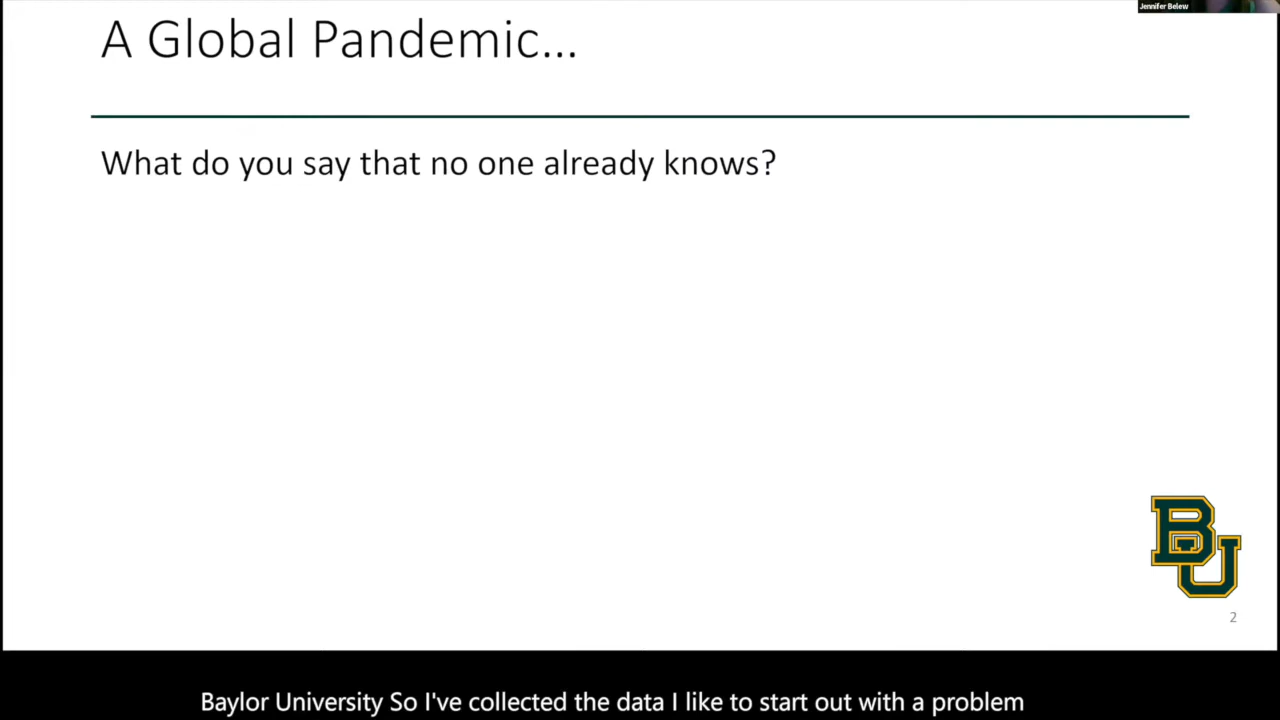 Jennifer Belew
A Global Pandemic...
What do you say that no one already knows?
BU
2
Baylor University So I've collected the data I like to start out with a problem